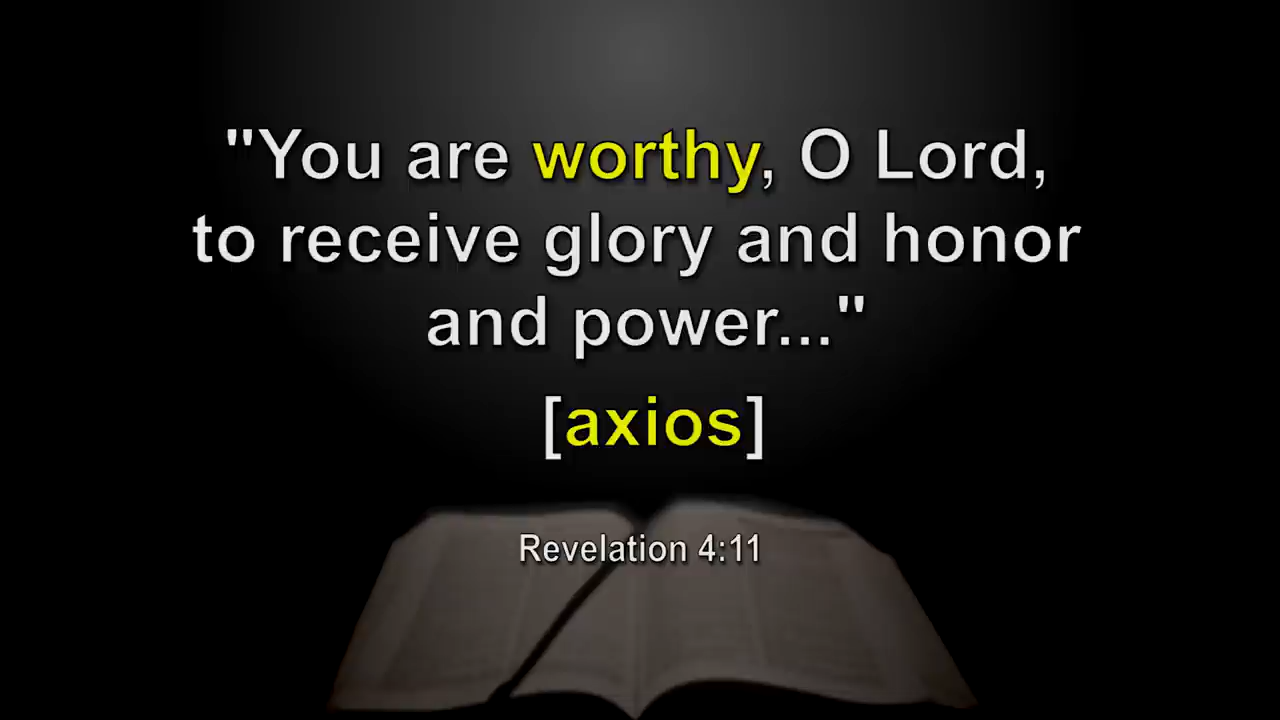 "You are worthy, O Lord,
to receive glory and honor
and power..."
[axios]
Revelation 4:11